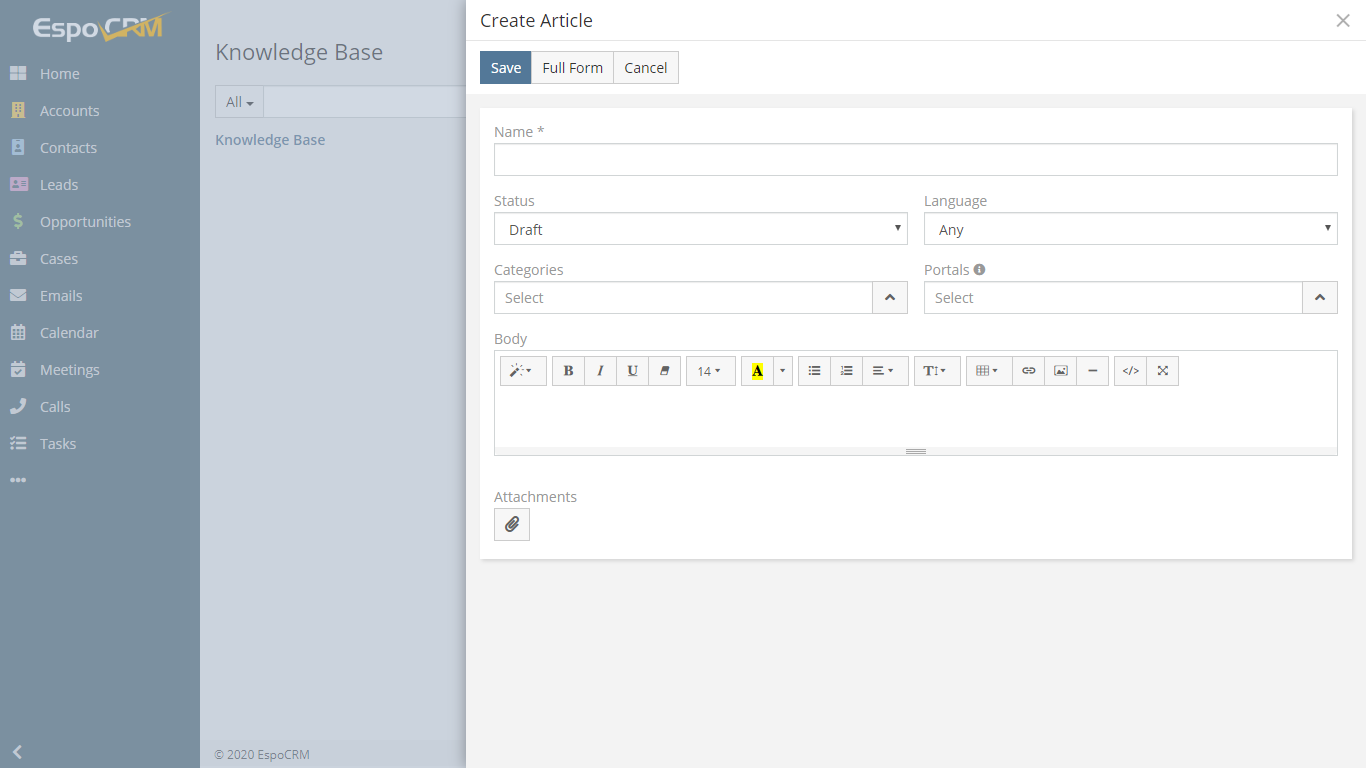 EspoCRM
Home
Accounts
Contacts
Leads
Opportunities
Cases
Emails
Calendar
Meetings
Calls
Tasks
Knowledge Base
All
Knowledge Base
© 2020 EspoCRM
Create Article
Save Full Form Cancel
Name *
Status Language
Draft Any
Categories Portals
Select Select
Body
B I U 14 A T </>
Attachments